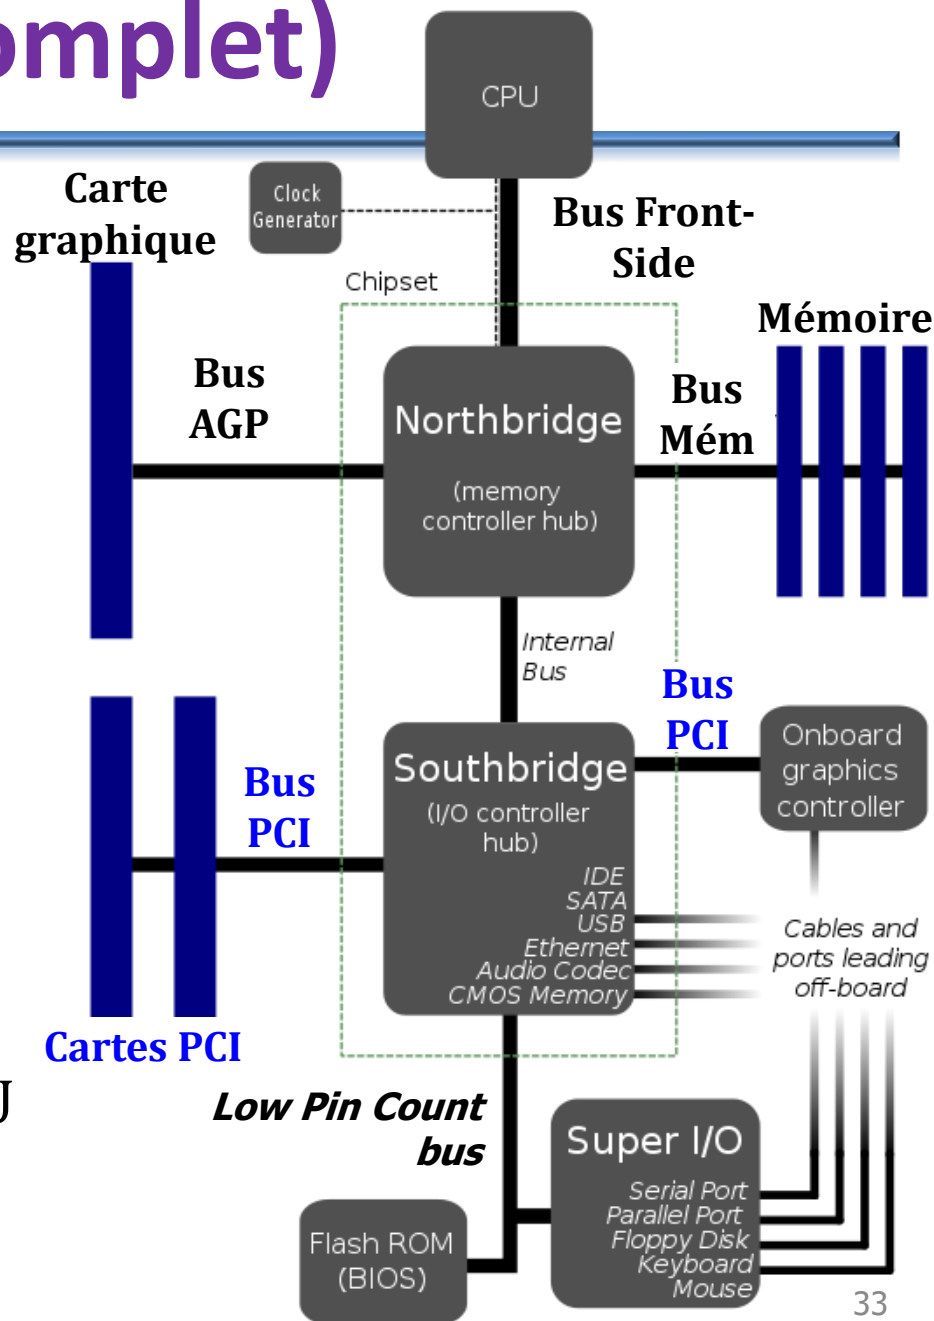 omplet)
CPU
Carte
graphique
Clock
Generator
Bus Front-
Side
Chipset
Mémoire
Bus
AGP
Northbridge
(memory
controller hub)
Bus
Mém
Internal
Bus
Bus
PCI
Southbridge
(I/O controller
hub)
IDE
SATA
USB
Ethernet
Audio Codec
CMOS Memory
Onboard
graphics
controller
Bus
PCI
Cables and
ports leading
off-board
Cartes PCI
J
Low Pin Count
bus
Super I/O
Serial Port
Parallel Port
Floppy Disk
Keyboard
Mouse
Flash ROM
(BIOS)
33